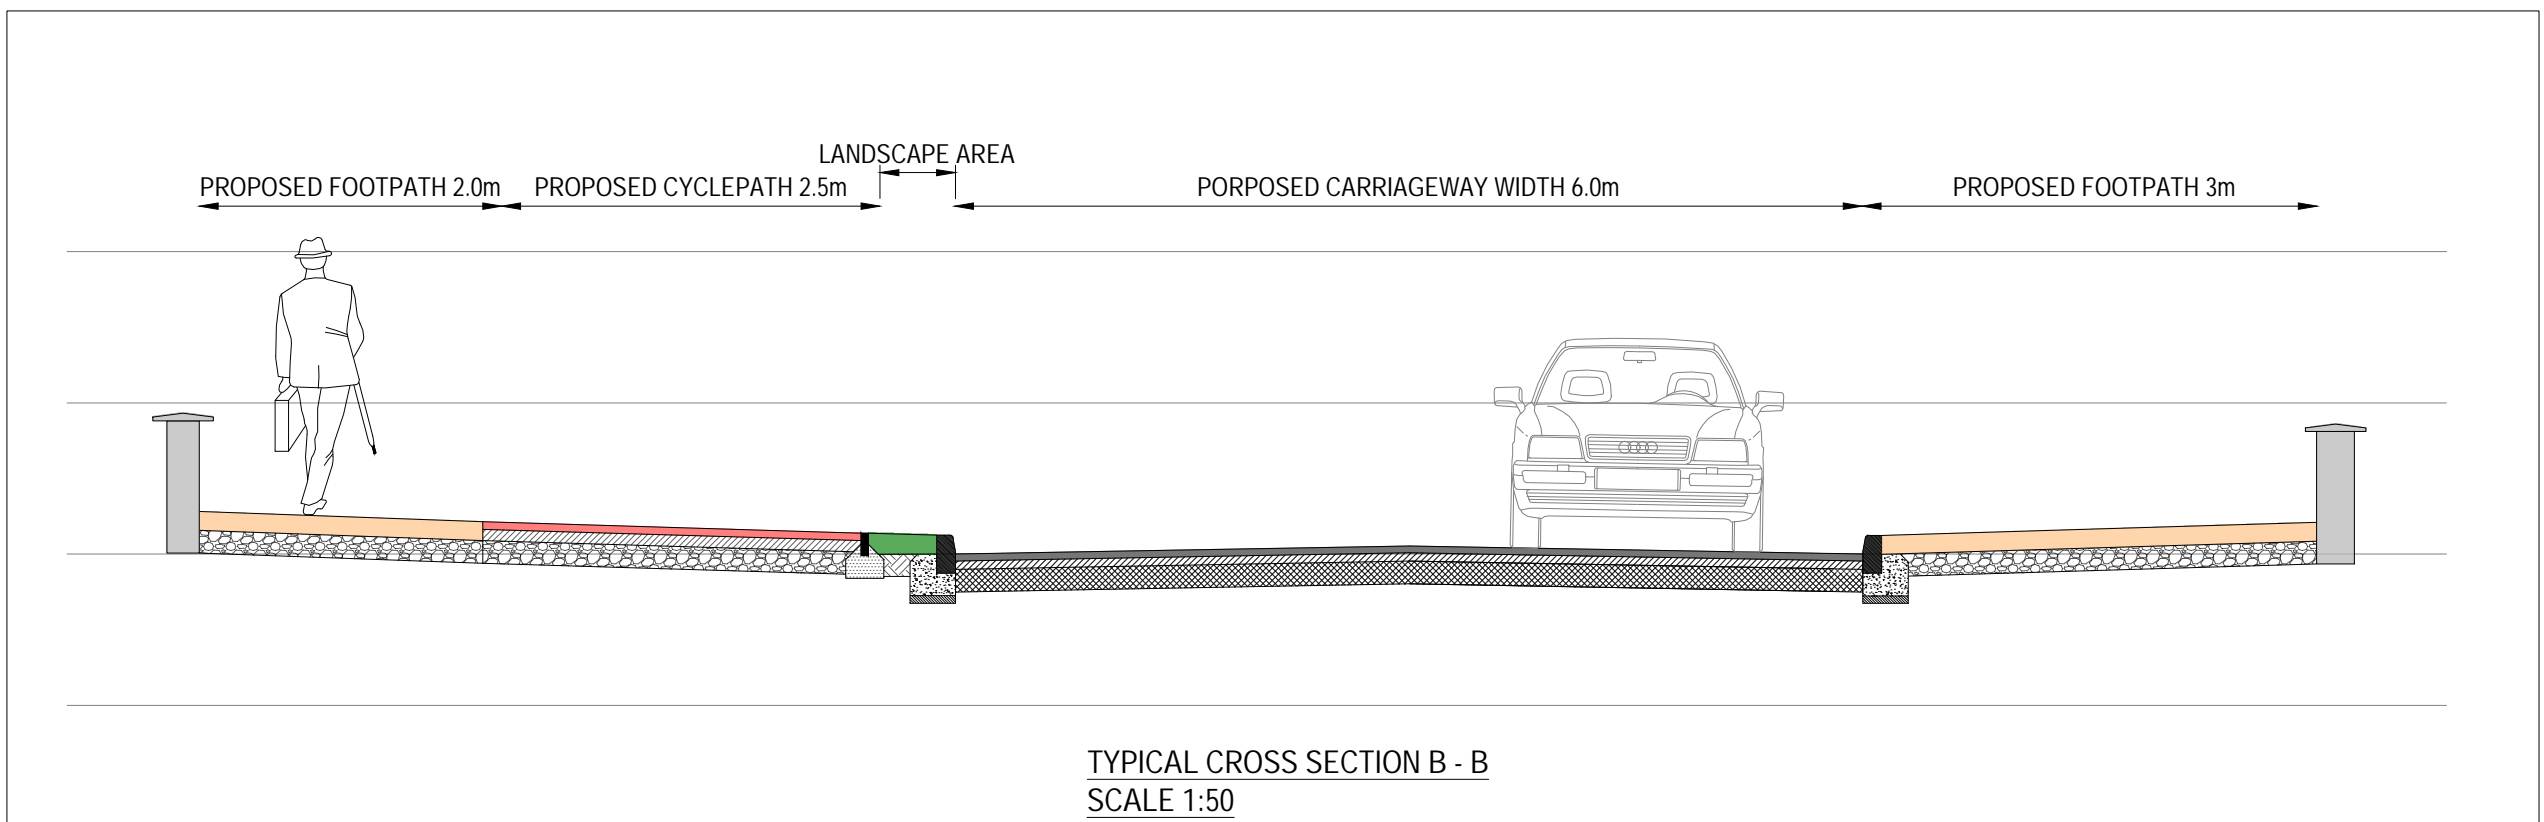 LANDSCAPE AREA
PROPOSED FOOTPATH 2.0m
PROPOSED CYCLEPATH 2.5m
PORPOSED CARRIAGEWAY WIDTH 6.0m
PROPOSED FOOTPATH 3m
TYPICAL CROSS SECTION B - B
SCALE 1:50